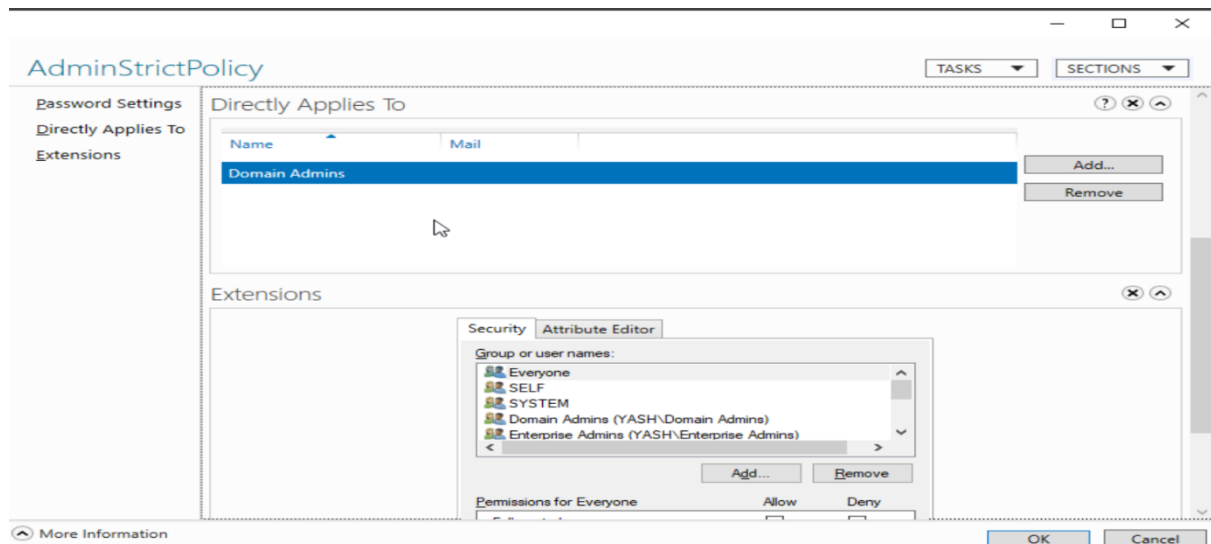 AdminStrictPolicy
TASKS
SECTIONS
Password Settings
Directly Applies To
Extensions
Directly Applies To
?
Name Mail
Domain Admins
Add...
Remove
Extensions
Security Attribute Editor
Group or user names:
Everyone
SELF
SYSTEM
Domain Admins (YASH\Domain Admins)
Enterprise Admins (YASH\Enterprise Admins)
Add... Remove
Permissions for Everyone Allow Deny
More Information
OK Cancel